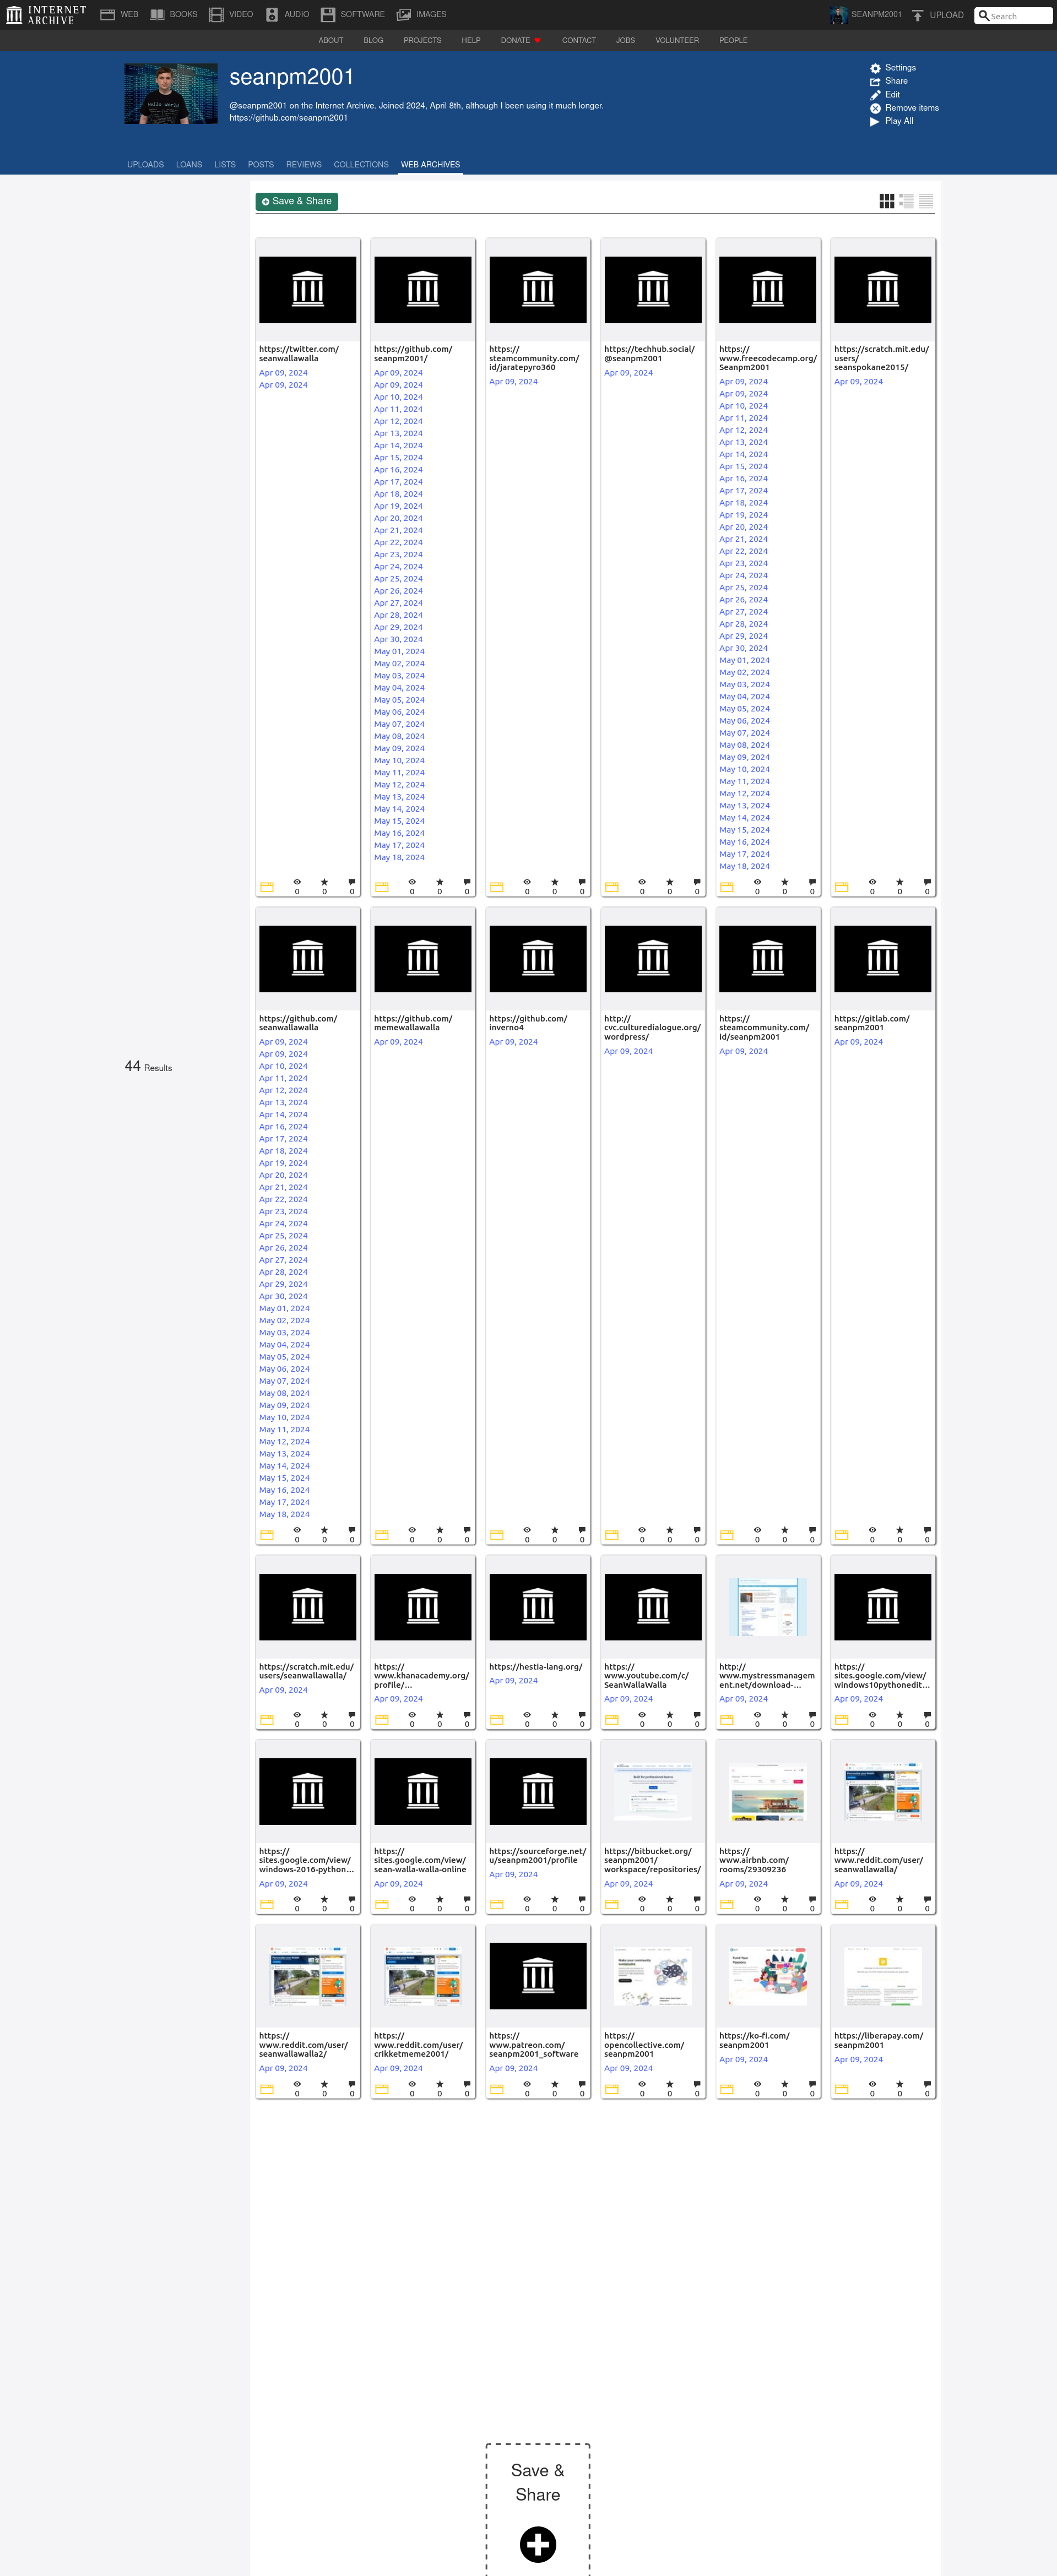 INTERNET
ARCHIVE
WEB
BOOKS
VIDEO
AUDIO
SOFTWARE
IMAGES
SEANPM2001
UPLOAD
Search
ABOUT
BLOG
PROJECTS
HELP
DONATE
CONTACT
JOBS
VOLUNTEER
PEOPLE
Hello World
seanpm2001
@seanpm2001 on the Internet Archive. Joined 2024, April 8th, although I been using it much longer.
https://github.com/seanpm2001
Settings
Share
Edit
Remove items
Play All
UPLOADS
LOANS
LISTS
POSTS
REVIEWS
COLLECTIONS
WEB ARCHIVES
44 Results
Save & Share
https://twitter.com/
seanwallawalla
Apr 09, 2024
Apr 09, 2024
0 0 0
https://github.com/
seanpm2001/
Apr 09, 2024
Apr 09, 2024
Apr 10, 2024
Apr 11, 2024
Apr 12, 2024
Apr 13, 2024
Apr 14, 2024
Apr 15, 2024
Apr 16, 2024
Apr 17, 2024
Apr 18, 2024
Apr 19, 2024
Apr 20, 2024
Apr 21, 2024
Apr 22, 2024
Apr 23, 2024
Apr 24, 2024
Apr 25, 2024
Apr 26, 2024
Apr 27, 2024
Apr 28, 2024
Apr 29, 2024
Apr 30, 2024
May 01, 2024
May 02, 2024
May 03, 2024
May 04, 2024
May 05, 2024
May 06, 2024
May 07, 2024
May 08, 2024
May 09, 2024
May 10, 2024
May 11, 2024
May 12, 2024
May 13, 2024
May 14, 2024
May 15, 2024
May 16, 2024
May 17, 2024
May 18, 2024
0 0 0
https://
steamcommunity.com/
id/jaratepyro360
Apr 09, 2024
0 0 0
https://techhub.social/
@seanpm2001
Apr 09, 2024
0 0 0
https://
www.freecodecamp.org/
Seanpm2001
Apr 09, 2024
Apr 09, 2024
Apr 10, 2024
Apr 11, 2024
Apr 12, 2024
Apr 13, 2024
Apr 14, 2024
Apr 15, 2024
Apr 16, 2024
Apr 17, 2024
Apr 18, 2024
Apr 19, 2024
Apr 20, 2024
Apr 21, 2024
Apr 22, 2024
Apr 23, 2024
Apr 24, 2024
Apr 25, 2024
Apr 26, 2024
Apr 27, 2024
Apr 28, 2024
Apr 29, 2024
Apr 30, 2024
May 01, 2024
May 02, 2024
May 03, 2024
May 04, 2024
May 05, 2024
May 06, 2024
May 07, 2024
May 08, 2024
May 09, 2024
May 10, 2024
May 11, 2024
May 12, 2024
May 13, 2024
May 14, 2024
May 15, 2024
May 16, 2024
May 17, 2024
May 18, 2024
0 0 0
https://scratch.mit.edu/
users/
seanspokane2015/
Apr 09, 2024
0 0 0
https://github.com/
seanwallawalla
Apr 09, 2024
Apr 09, 2024
Apr 10, 2024
Apr 11, 2024
Apr 12, 2024
Apr 13, 2024
Apr 14, 2024
Apr 16, 2024
Apr 17, 2024
Apr 18, 2024
Apr 19, 2024
Apr 20, 2024
Apr 21, 2024
Apr 22, 2024
Apr 23, 2024
Apr 24, 2024
Apr 25, 2024
Apr 26, 2024
Apr 27, 2024
Apr 28, 2024
Apr 29, 2024
Apr 30, 2024
May 01, 2024
May 02, 2024
May 03, 2024
May 04, 2024
May 05, 2024
May 06, 2024
May 07, 2024
May 08, 2024
May 09, 2024
May 10, 2024
May 11, 2024
May 12, 2024
May 13, 2024
May 14, 2024
May 15, 2024
May 16, 2024
May 17, 2024
May 18, 2024
0 0 0
https://github.com/
memewallawalla
Apr 09, 2024
0 0 0
https://github.com/
inverno4
Apr 09, 2024
0 0 0
http://
cvc.culturedialogue.org/
wordpress/
Apr 09, 2024
0 0 0
https://
steamcommunity.com/
id/seanpm2001
Apr 09, 2024
0 0 0
https://gitlab.com/
seanpm2001
Apr 09, 2024
0 0 0
https://scratch.mit.edu/
users/seanwallawalla/
Apr 09, 2024
0 0 0
https://
www.khanacademy.org/
profile/...
Apr 09, 2024
0 0 0
https://hestia-lang.org/
Apr 09, 2024
0 0 0
https://
www.youtube.com/c/
SeanWallaWalla
Apr 09, 2024
0 0 0
http://
www.mystressmanagem
ent.net/download-...
Apr 09, 2024
0 0 0
https://
sites.google.com/view/
windows10pythonedit...
Apr 09, 2024
0 0 0
https://
sites.google.com/view/
windows-2016-python...
Apr 09, 2024
0 0 0
https://
sites.google.com/view/
sean-walla-walla-online
Apr 09, 2024
0 0 0
https://sourceforge.net/
u/seanpm2001/profile
Apr 09, 2024
0 0 0
https://bitbucket.org/
seanpm2001/
workspace/repositories/
Apr 09, 2024
0 0 0
https://
www.airbnb.com/
rooms/29309236
Apr 09, 2024
0 0 0
https://
www.reddit.com/user/
seanwallawalla/
Apr 09, 2024
0 0 0
https://
www.reddit.com/user/
seanwallawalla2/
Apr 09, 2024
0 0 0
https://
www.reddit.com/user/
crikketmeme2001/
Apr 09, 2024
0 0 0
https://
www.patreon.com/
seanpm2001_software
Apr 09, 2024
0 0 0
https://
opencollective.com/
seanpm2001
Apr 09, 2024
0 0 0
https://ko-fi.com/
seanpm2001
Apr 09, 2024
0 0 0
https://liberapay.com/
seanpm2001
Apr 09, 2024
0 0 0
Save &
Share